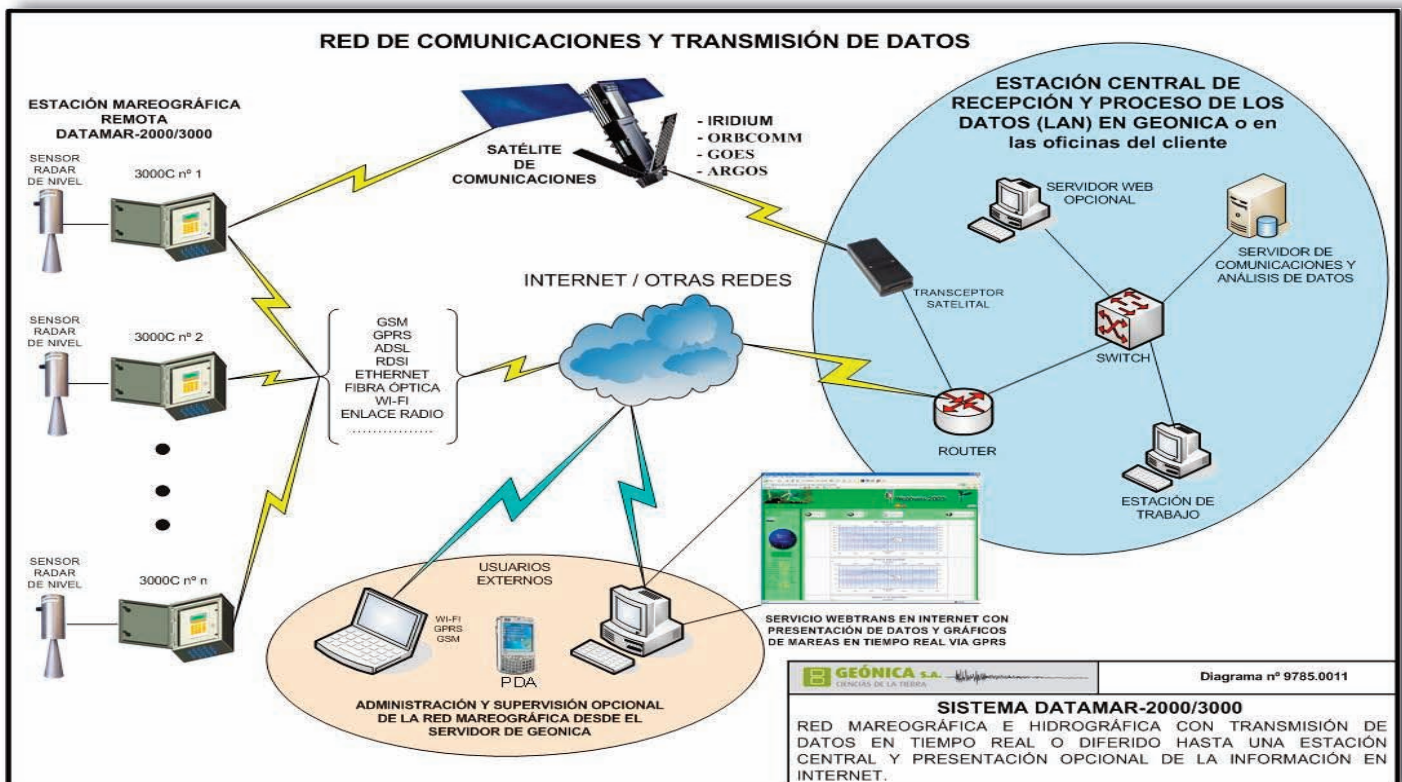 RED DE COMUNICACIONES Y TRANSMISIÓN DE DATOS
ESTACIÓN MAREOGRÁFICA
REMOTA
DATAMAR-2000/3000
SENSOR
RADAR
DE NIVEL
3000C nº 1
SATÉLITE
DE
COMUNICACIONES
- IRIDIUM
- ORBCOMM
- GOES
- ARGOS
ESTACIÓN CENTRAL DE
RECEPCIÓN Y PROCESO DE LOS
DATOS (LAN) EN GEONICA o en
las oficinas del cliente
SERVIDOR WEB
OPCIONAL
SERVIDOR DE
COMUNICACIONES Y
ANÁLISIS DE DATOS
TRANSCEPTOR
SATELITAL
SWITCH
ROUTER
ESTACIÓN DE
TRABAJO
INTERNET / OTRAS REDES
SENSOR
RADAR
DE NIVEL
3000C nº 2
GSM
GPRS
ADSL
RDSI
ETHERNET
FIBRA ÓPTICA
WI-FI
ENLACE RADIO
................
SENSOR
RADAR
DE NIVEL
3000C nº n
USUARIOS
EXTERNOS
WI-FI
GPRS
GSM
PDA
ADMINISTRACIÓN Y SUPERVISIÓN OPCIONAL
DE LA RED MAREOGRÁFICA DESDE EL
SERVIDOR DE GEONICA
SERVICIO WEBTRANS EN INTERNET CON
PRESENTACIÓN DE DATOS Y GRÁFICOS
DE MAREAS EN TIEMPO REAL VIA GPRS
GEÓNICA S.A.
CIENCIAS DE LA TIERRA
Diagrama nº 9785.0011
SISTEMA DATAMAR-2000/3000
RED MAREOGRÁFICA E HIDROGRÁFICA CON TRANSMISIÓN DE
DATOS EN TIEMPO REAL O DIFERIDO HASTA UNA ESTACIÓN
CENTRAL Y PRESENTACIÓN OPCIONAL DE LA INFORMACIÓN EN
INTERNET.